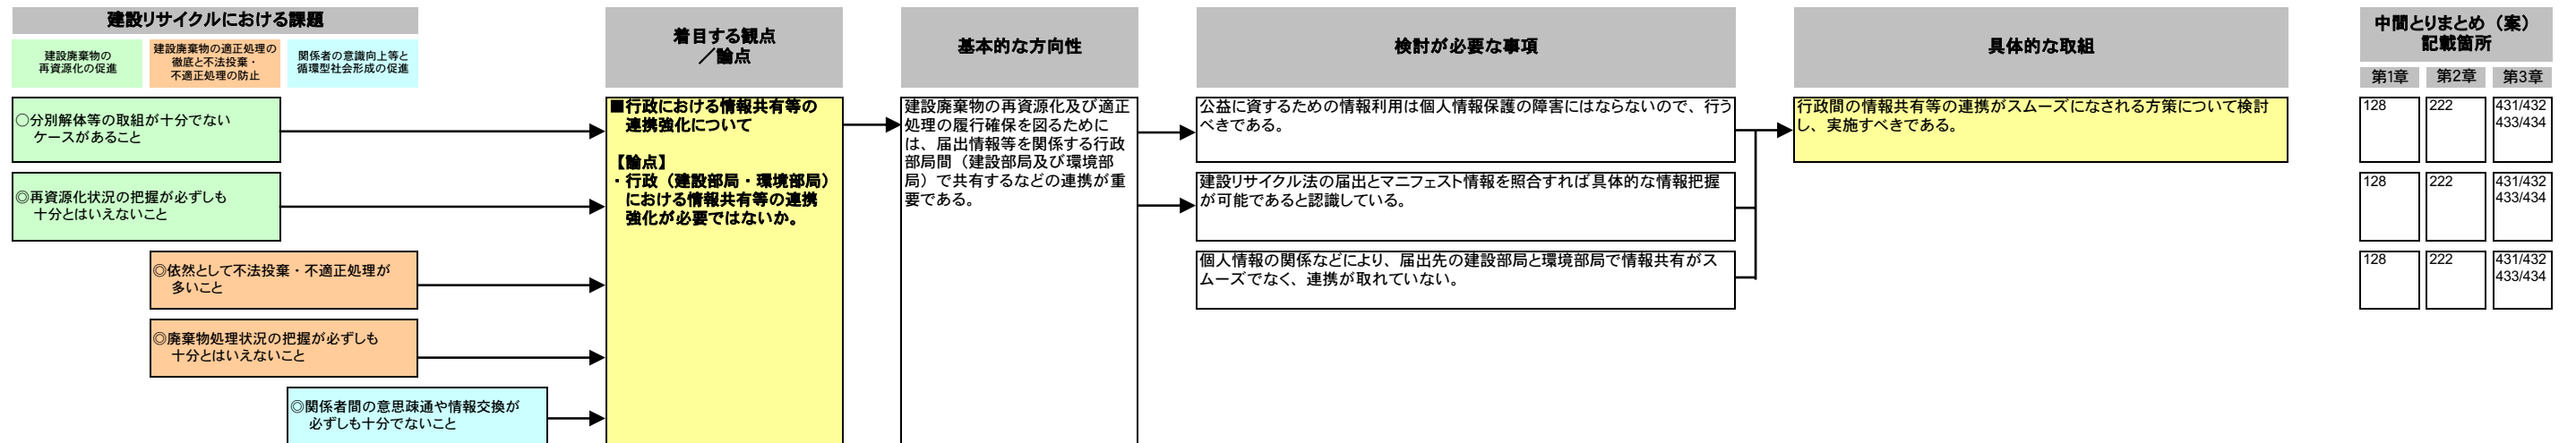 建設リサイクルにおける課題
建設廃棄物の
再資源化の促進
建設廃棄物の適正処理の
徹底と不法投棄・
不適正処理の防止
関係者の意識向上等と
循環型社会形成の促進
着目する観点
／論点
基本的な方向性
検討が必要な事項
具体的な取組
中間とりまとめ（案）
記載箇所
第1章
第2章
第3章
○分別解体等の取組が十分でない
ケースがあること
◎再資源化状況の把握が必ずしも
十分とはいえないこと
◎依然として不法投棄・不適正処理が
多いこと
◎廃棄物処理状況の把握が必ずしも
十分とはいえないこと
◎関係者間の意思疎通や情報交換が
必ずしも十分でないこと
■行政における情報共有等の
連携強化について
【論点】
・行政（建設部局・環境部局）
における情報共有等の連携
強化が必要ではないか。
建設廃棄物の再資源化及び適正
処理の履行確保を図るために
は、届出情報等を関係する行政
部局間（建設部局及び環境部
局）で共有するなどの連携が重
要である。
公益に資するための情報利用は個人情報保護の障害にはならないので、行う
べきである。
建設リサイクル法の届出とマニフェスト情報を照合すれば具体的な情報把握
が可能であると認識している。
個人情報の関係などにより、届出先の建設部局と環境部局で情報共有がス
ムーズでなく、連携が取れていない。
行政間の情報共有等の連携がスムーズになされる方策について検討
し、実施すべきである。
128
222
431/432
433/434
128
222
431/432
433/434
128
222
431/432
433/434